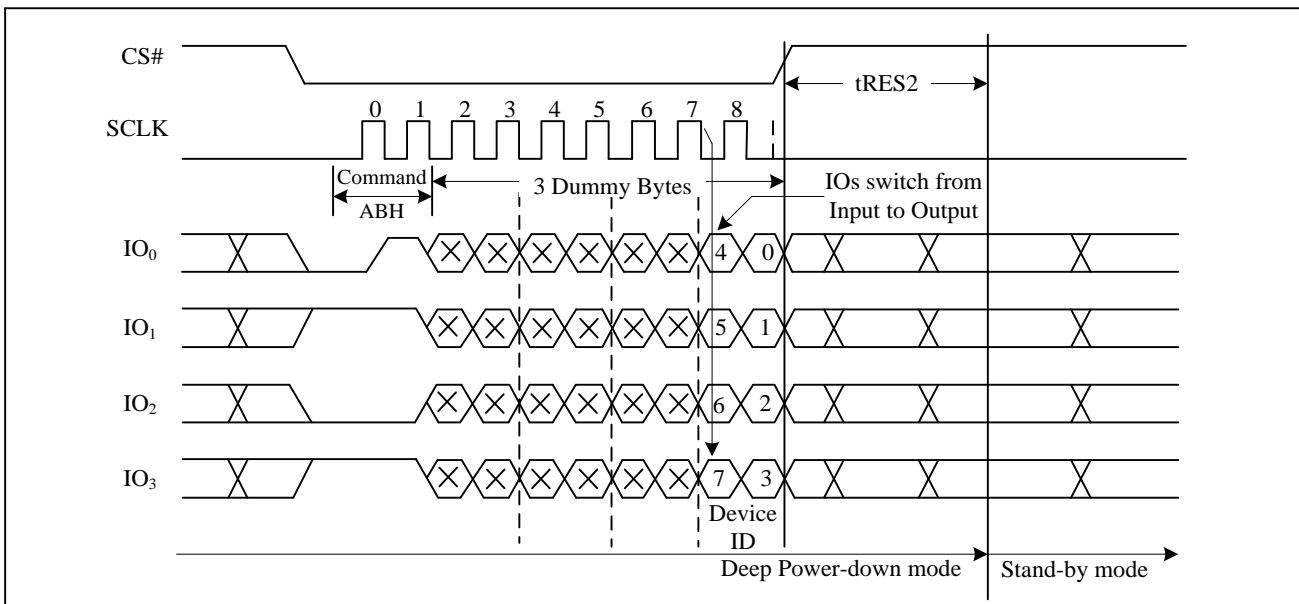 CS#
tRES2
0 1 2 3 4 5 6 7 8
SCLK
Command
ABH
3 Dummy Bytes
IOs switch from
Input to Output
IO₀ 4 0
IO₁ 5 1
IO₂ 6 2
IO₃ 7 3
Device
ID
Deep Power-down mode
Stand-by mode